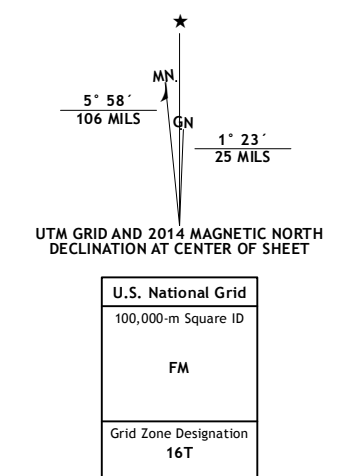 MN.
5° 58´
106 MILS
GN
1° 23´
25 MILS
UTM GRID AND 2014 MAGNETIC NORTH
DECLINATION AT CENTER OF SHEET
U.S. National Grid
100,000-m Square ID
FM
Grid Zone Designation
16T